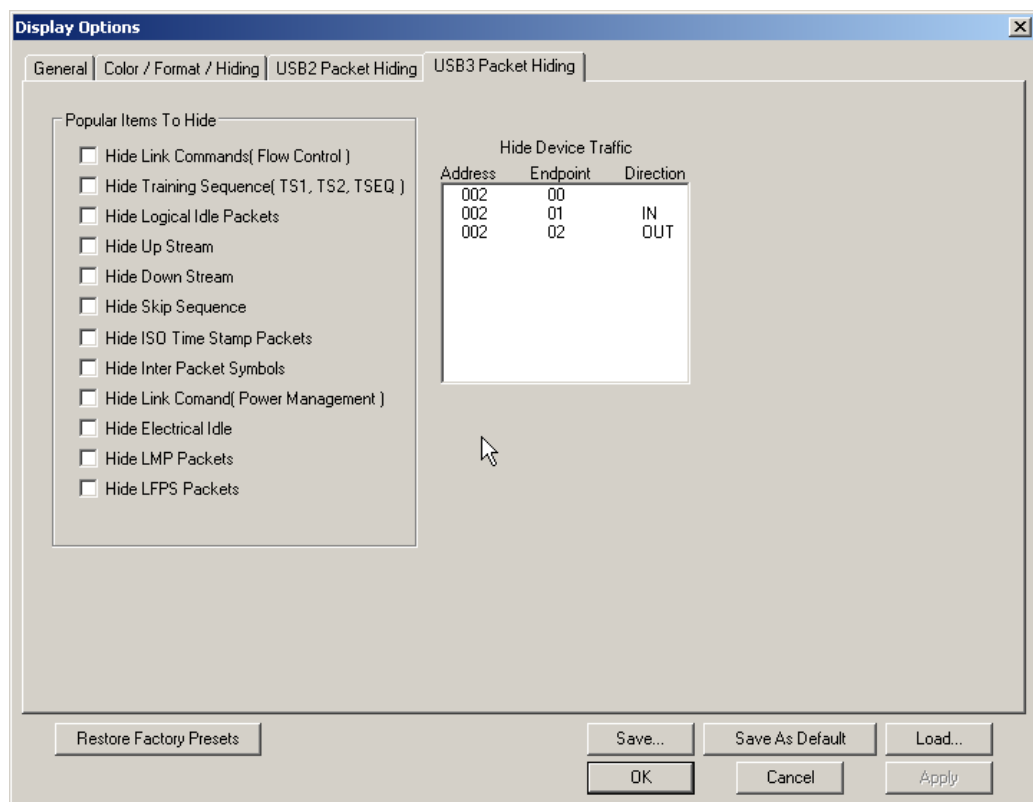 Display Options
General
Color / Format / Hiding
USB2 Packet Hiding
USB3 Packet Hiding
Popular Items To Hide
Hide Link Commands( Flow Control )
Hide Training Sequence( TS1, TS2, TSEQ )
Hide Logical Idle Packets
Hide Up Stream
Hide Down Stream
Hide Skip Sequence
Hide ISO Time Stamp Packets
Hide Inter Packet Symbols
Hide Link Comand( Power Management )
Hide Electrical Idle
Hide LMP Packets
Hide LFPS Packets
Hide Device Traffic
Address Endpoint Direction
002 00
002 01 IN
002 02 OUT
Restore Factory Presets
Save...
Save As Default
Load...
OK
Cancel
Apply